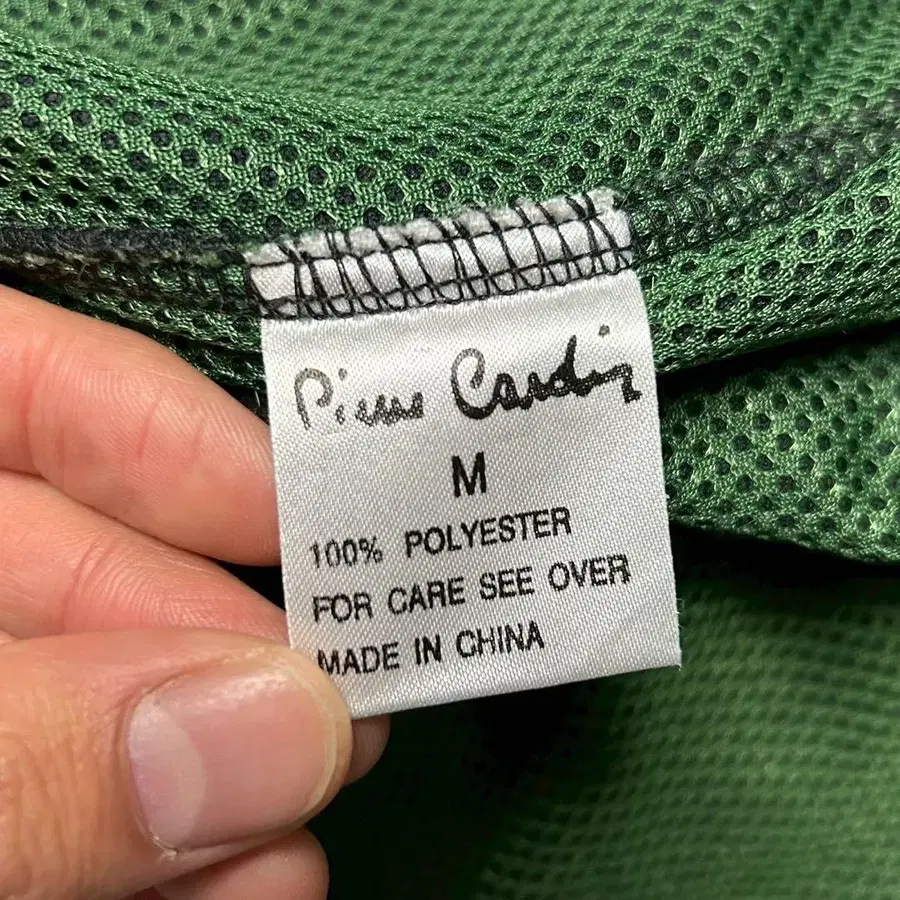 Pierre Cardin
M
100% POLYESTER
FOR CARE SEE OVER
MADE IN CHINA